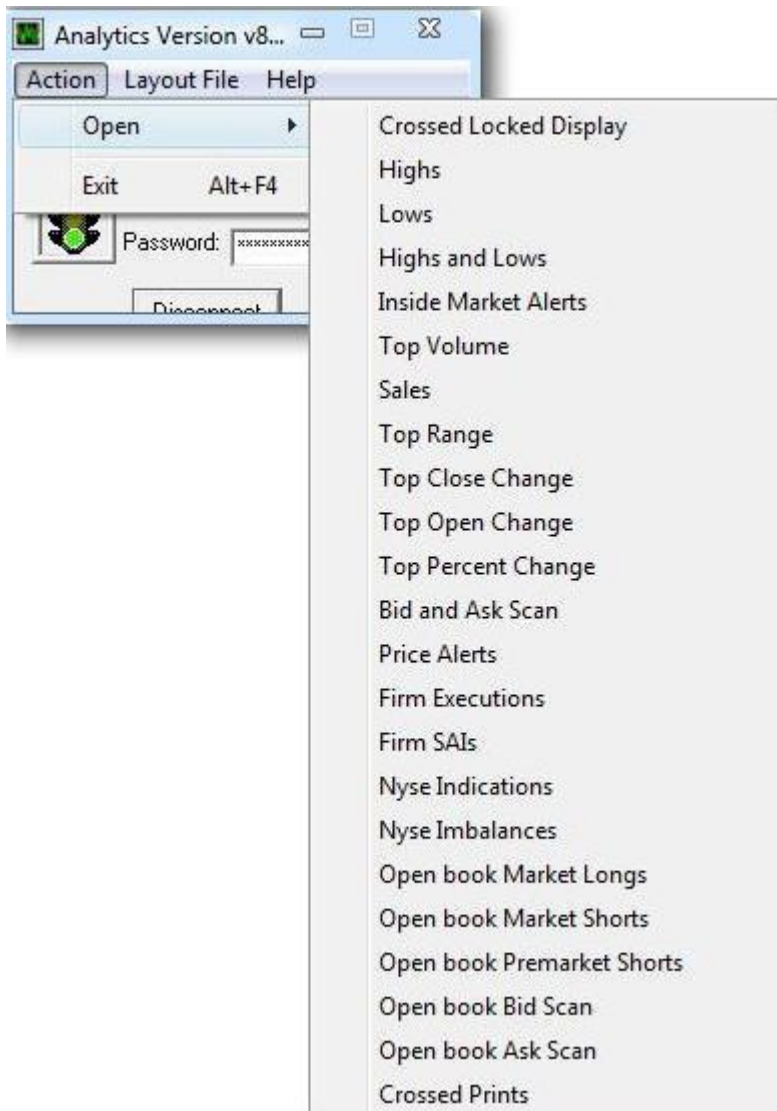 Analytics Version v8...
Action Layout File Help
Open
Exit Alt+F4
Password: xxxxxxxxx
Disconnect
Crossed Locked Display
Highs
Lows
Highs and Lows
Inside Market Alerts
Top Volume
Sales
Top Range
Top Close Change
Top Open Change
Top Percent Change
Bid and Ask Scan
Price Alerts
Firm Executions
Firm SAIs
Nyse Indications
Nyse Imbalances
Open book Market Longs
Open book Market Shorts
Open book Premarket Shorts
Open book Bid Scan
Open book Ask Scan
Crossed Prints